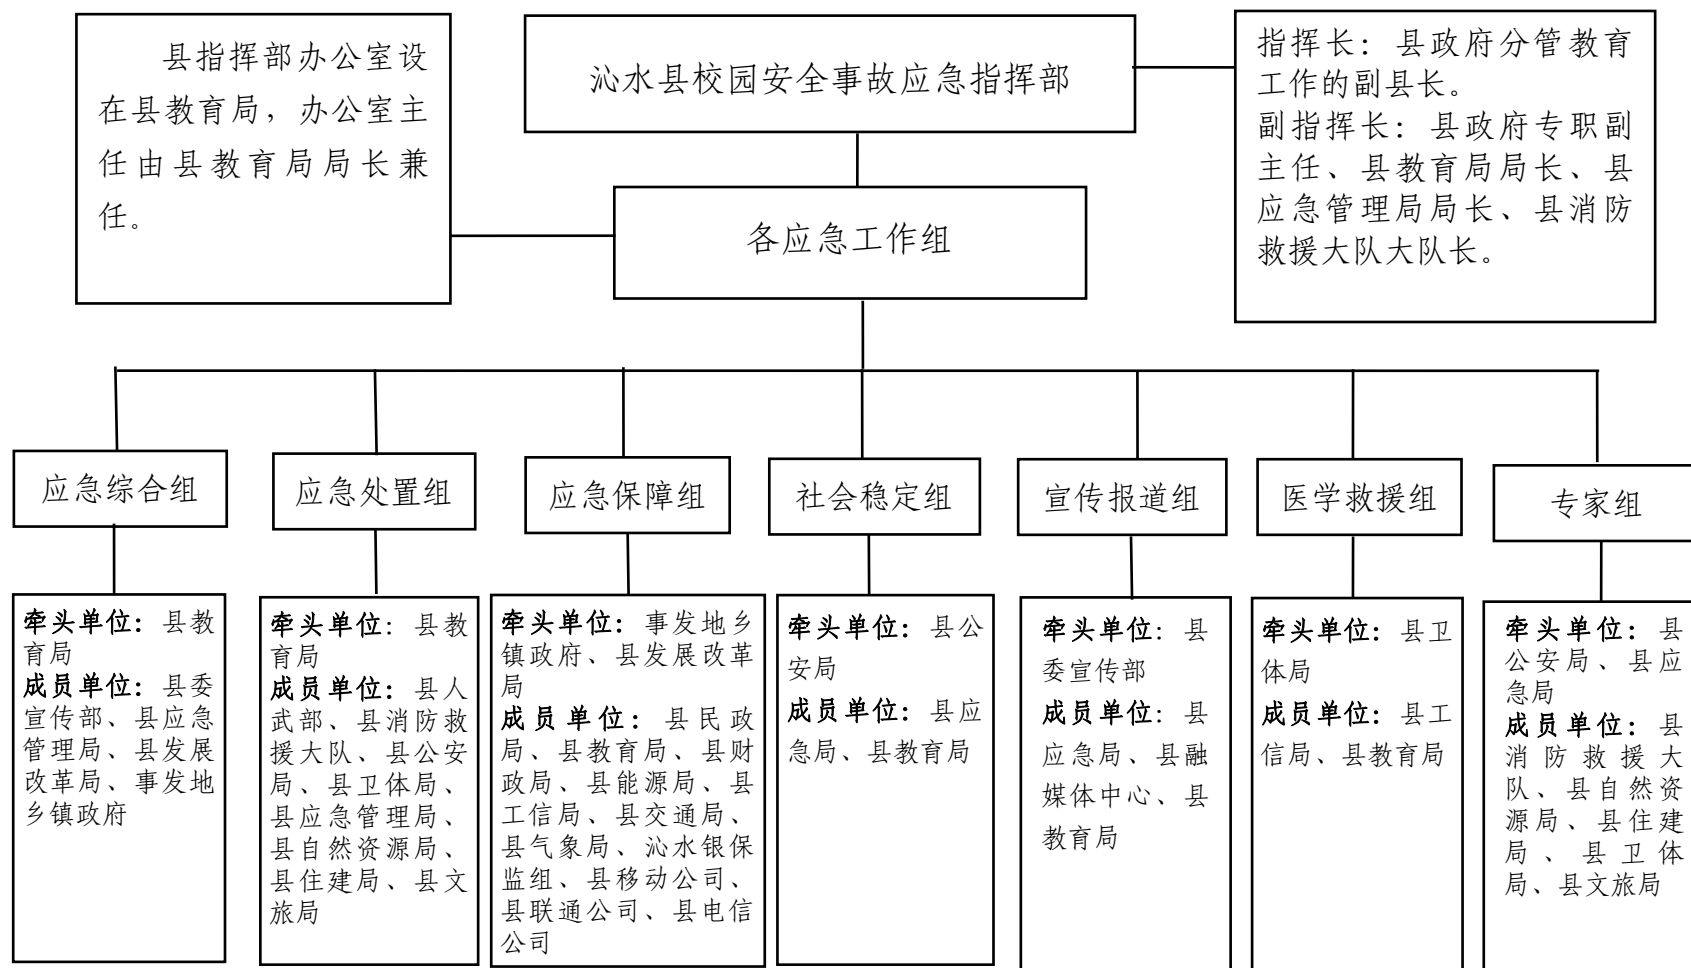 县指挥部办公室设
在县教育局，办公室主
任由县教育局局长兼
任。
沁水县校园安全事故应急指挥部
指挥长：县政府分管教育
工作的副县长。
副指挥长：县政府专职副
主任、县教育局局长、县
应急管理局局长、县消防
救援大队大队长。
各应急工作组
应急综合组
应急处置组
应急保障组
社会稳定组
宣传报道组
医学救援组
专家组
牵头单位：县教
育局
成员单位：县委
宣传部、县应急
管理局、县发展
改革局、事发地
乡镇政府
牵头单位：县教
育局
成员单位：县人
武部、县消防救
援大队、县公安
局、县卫体局、
县应急管理局、
县自然资源局、
县住建局、县文
旅局
牵头单位：事发地乡
镇政府、县发展改革
局
成员单位：县民政
局、县教育局、县财
政局、县能源局、县
工信局、县交通局、
县气象局、沁水银保
监组、县移动公司、
县联通公司、县电信
公司
牵头单位：县公
安局
成员单位：县应
急局、县教育局
牵头单位：县
委宣传部
成员单位：县
应急局、县融
媒体中心、县
教育局
牵头单位：县卫
体局
成员单位：县工
信局、县教育局
牵头单位：县
公安局、县应
急局
成员单位：县
消防救援大
队、县自然资
源局、县住建
局、县卫体
局、县文旅局